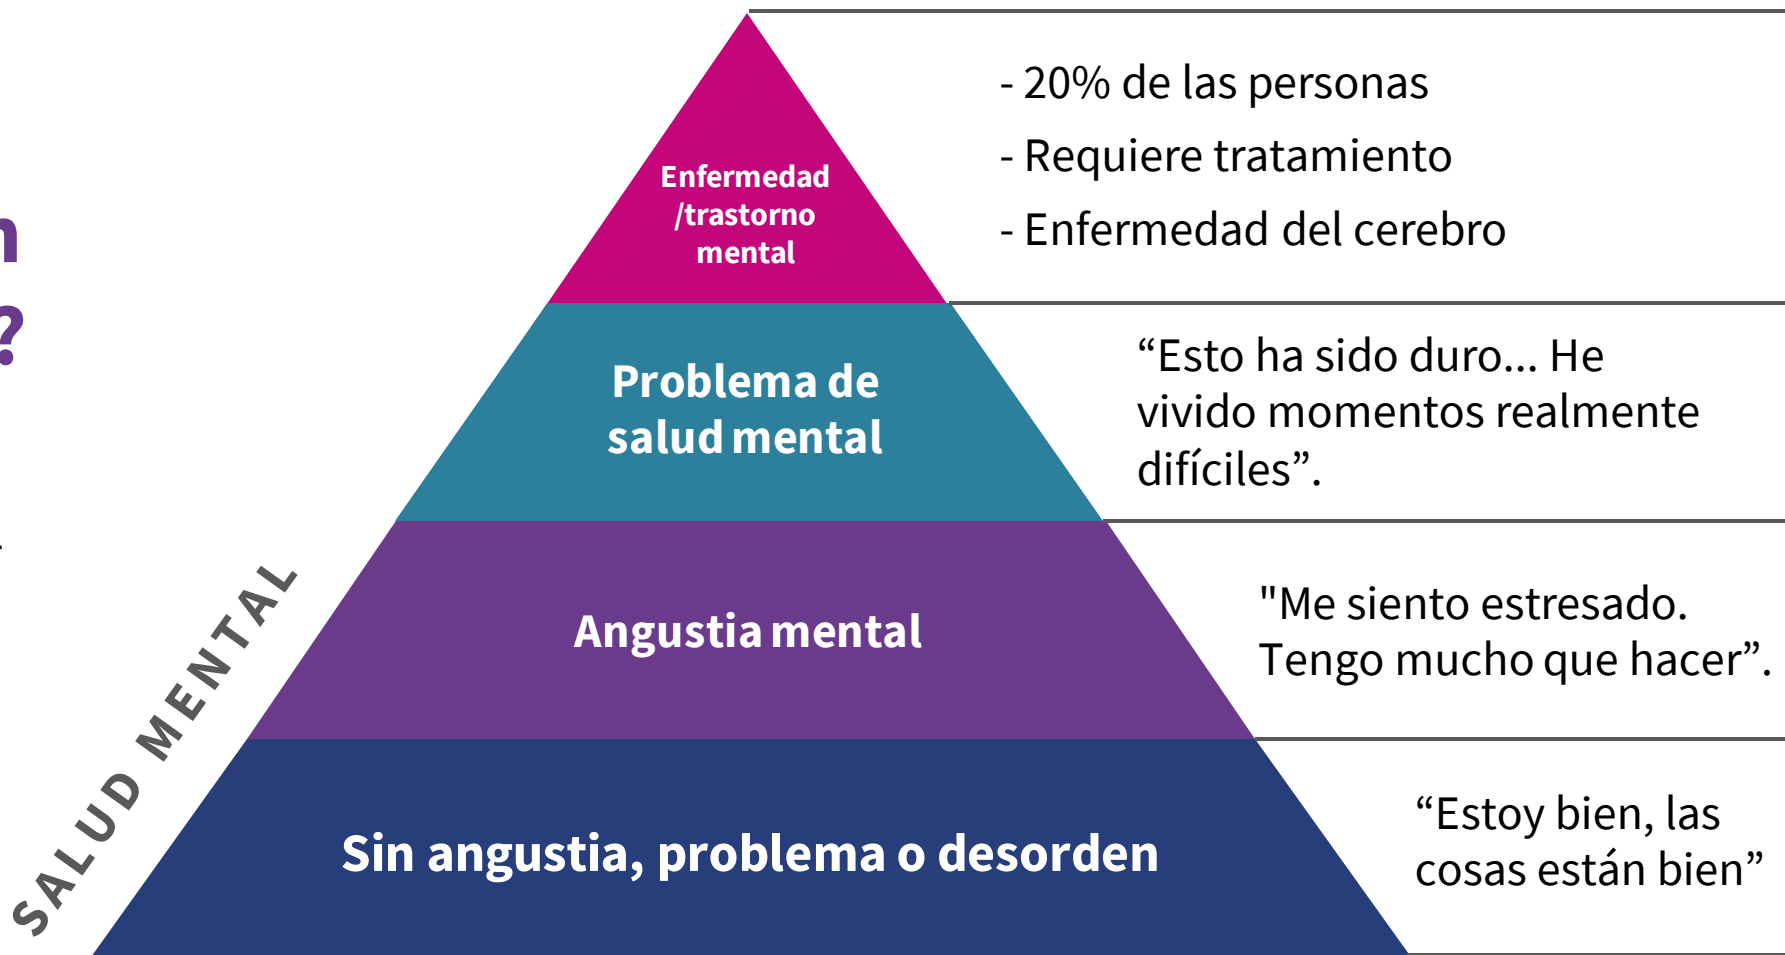 n
?
SALUD MENTAL
Enfermedad
/trastorno
mental
- 20% de las personas
- Requiere tratamiento
- Enfermedad del cerebro
Problema de
salud mental
“Esto ha sido duro... He
vivido momentos realmente
difíciles”.
Angustia mental
"Me siento estresado.
Tengo mucho que hacer”.
Sin angustia, problema o desorden
“Estoy bien, las
cosas están bien”